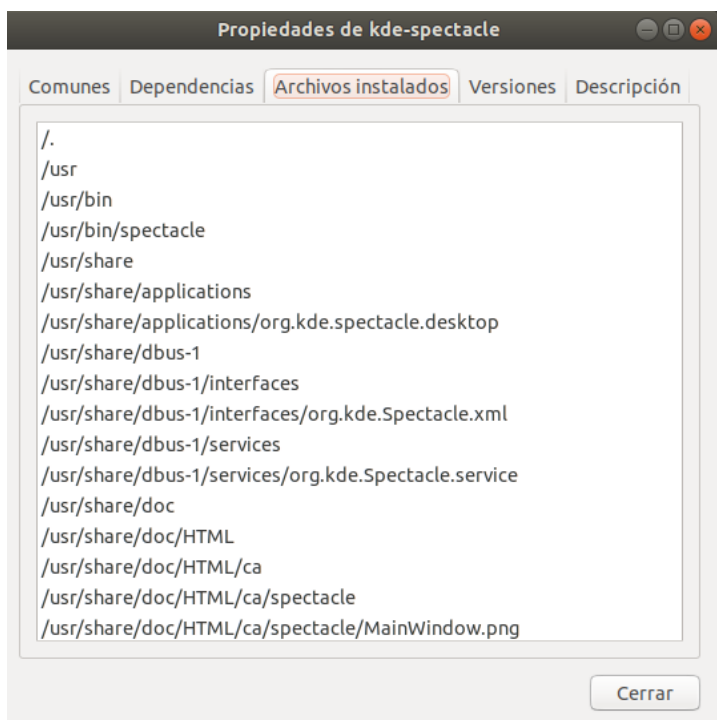 Propiedades de kde-spectacle
Comunes Dependencias Archivos instalados Versiones Descripción
/.
/usr
/usr/bin
/usr/bin/spectacle
/usr/share
/usr/share/applications
/usr/share/applications/org.kde.spectacle.desktop
/usr/share/dbus-1
/usr/share/dbus-1/interfaces
/usr/share/dbus-1/interfaces/org.kde.Spectacle.xml
/usr/share/dbus-1/services
/usr/share/dbus-1/services/org.kde.Spectacle.service
/usr/share/doc
/usr/share/doc/HTML
/usr/share/doc/HTML/ca
/usr/share/doc/HTML/ca/spectacle
/usr/share/doc/HTML/ca/spectacle/MainWindow.png
Cerrar